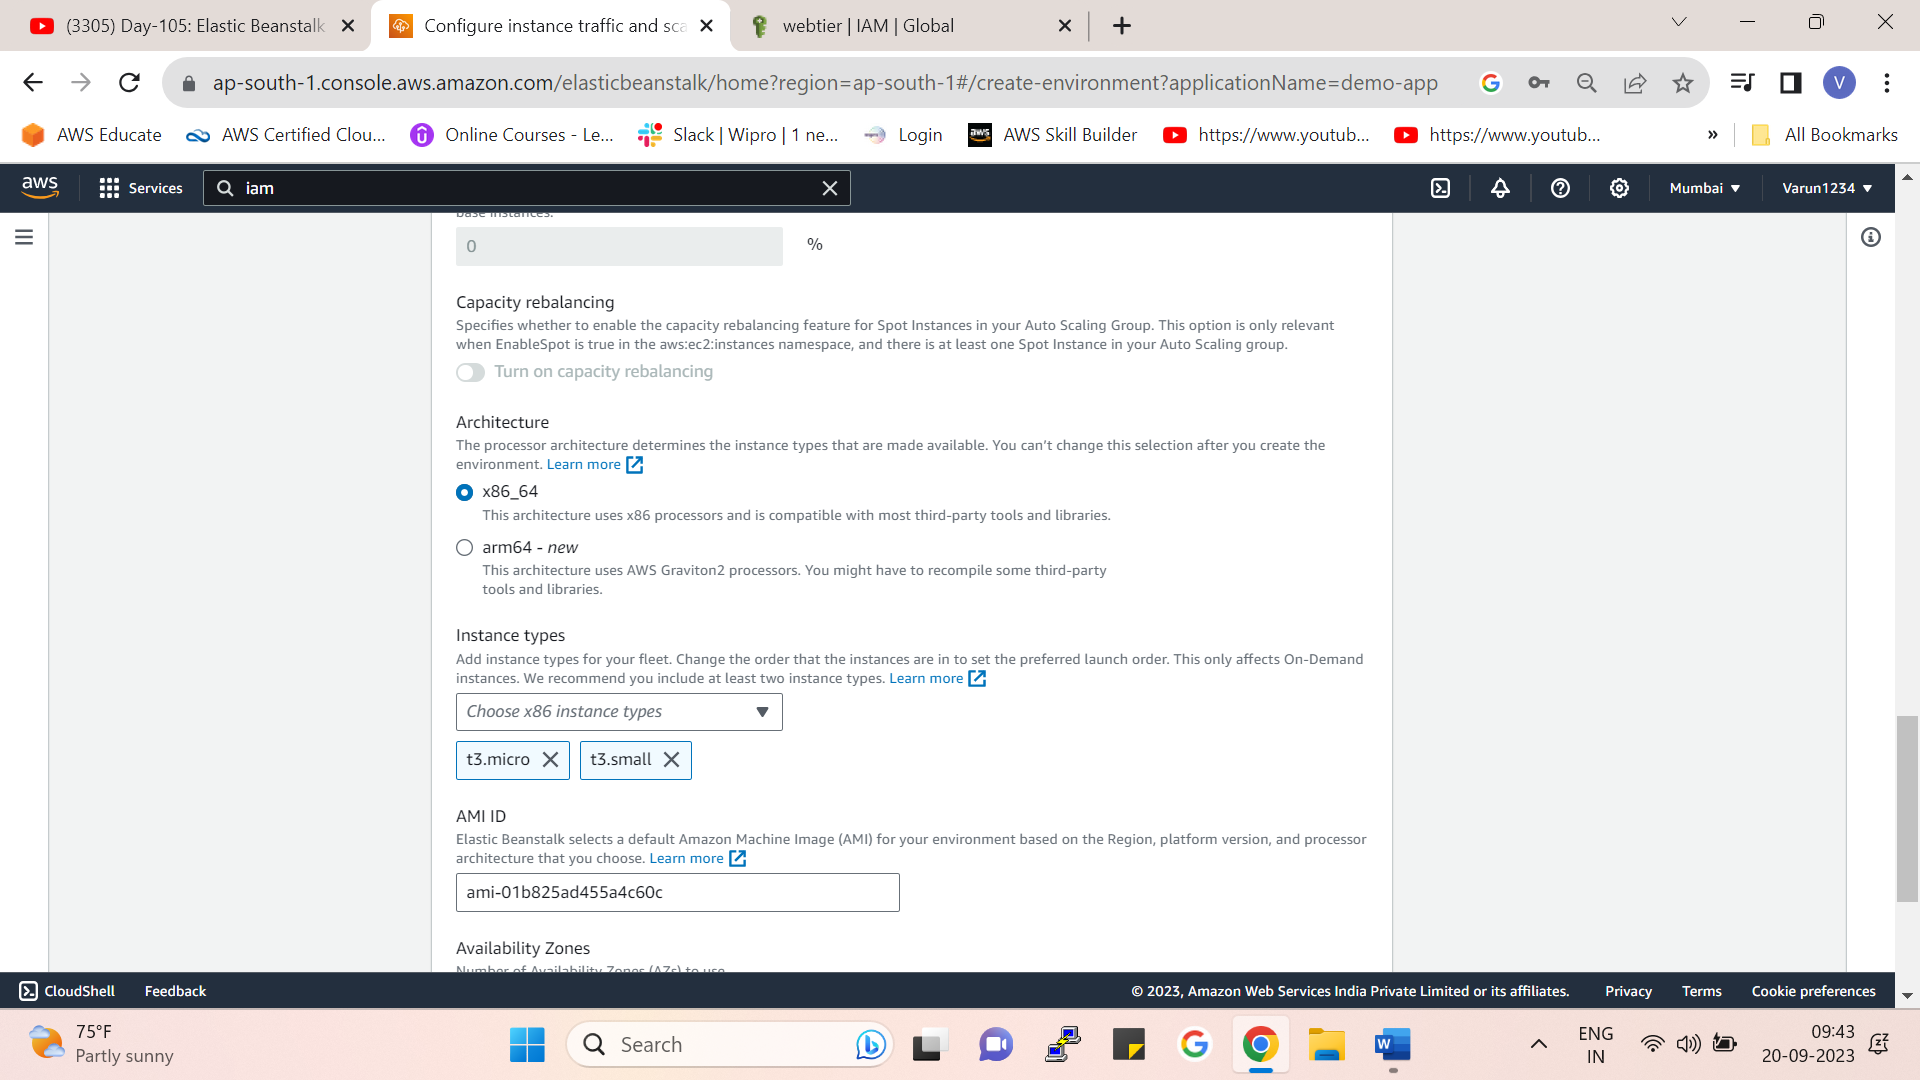 (3305) Day-105: Elastic Beanstalk
Configure instance traffic and sca
webtier | IAM | Global
ap-south-1.console.aws.amazon.com/elasticbeanstalk/home?region=ap-south-1#/create-environment?applicationName=demo-app
V
AWS Educate
AWS Certified Clou...
Online Courses - Le...
Slack | Wipro | 1 ne...
Login
AWS Skill Builder
https://www.youtub...
https://www.youtub...
»
All Bookmarks
aws
Services
iam
Mumbai
Varun1234
base instances.
0
%
Capacity rebalancing
Specifies whether to enable the capacity rebalancing feature for Spot Instances in your Auto Scaling Group. This option is only relevant
when EnableSpot is true in the aws:ec2:instances namespace, and there is at least one Spot Instance in your Auto Scaling group.
Turn on capacity rebalancing
Architecture
The processor architecture determines the instance types that are made available. You can't change this selection after you create the
environment. Learn more
x86_64
This architecture uses x86 processors and is compatible with most third-party tools and libraries.
arm64 - new
This architecture uses AWS Graviton2 processors. You might have to recompile some third-party
tools and libraries.
Instance types
Add instance types for your fleet. Change the order that the instances are in to set the preferred launch order. This only affects On-Demand
instances. We recommend you include at least two instance types. Learn more
Choose x86 instance types
t3.micro
t3.small
AMI ID
Elastic Beanstalk selects a default Amazon Machine Image (AMI) for your environment based on the Region, platform version, and processor
architecture that you choose. Learn more
ami-01b825ad455a4c60c
Availability Zones
Number of Availability Zones (AZs) to use.
CloudShell
Feedback
© 2023, Amazon Web Services India Private Limited or its affiliates.
Privacy
Terms
Cookie preferences
75°F
Partly sunny
Search
ENG
IN
09:43
20-09-2023